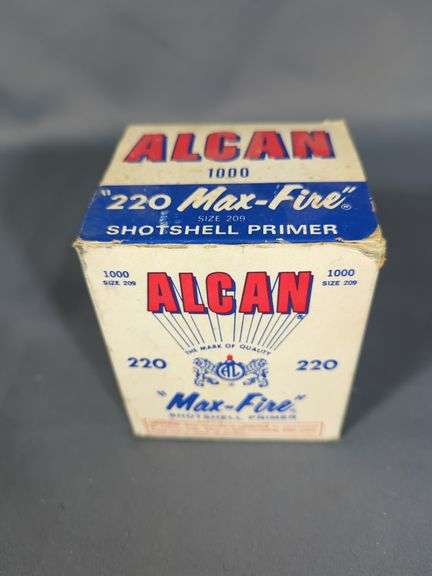 ALCAN
1000
"220 Max-Fire"®
SIZE 209
SHOTSHELL PRIMER
1000 ALCAN® 1000
SIZE 209 SIZE 209
THE MARK OF QUALITY
220 AL 220
"Max-Fire"
SHOTSHELL PRIMER